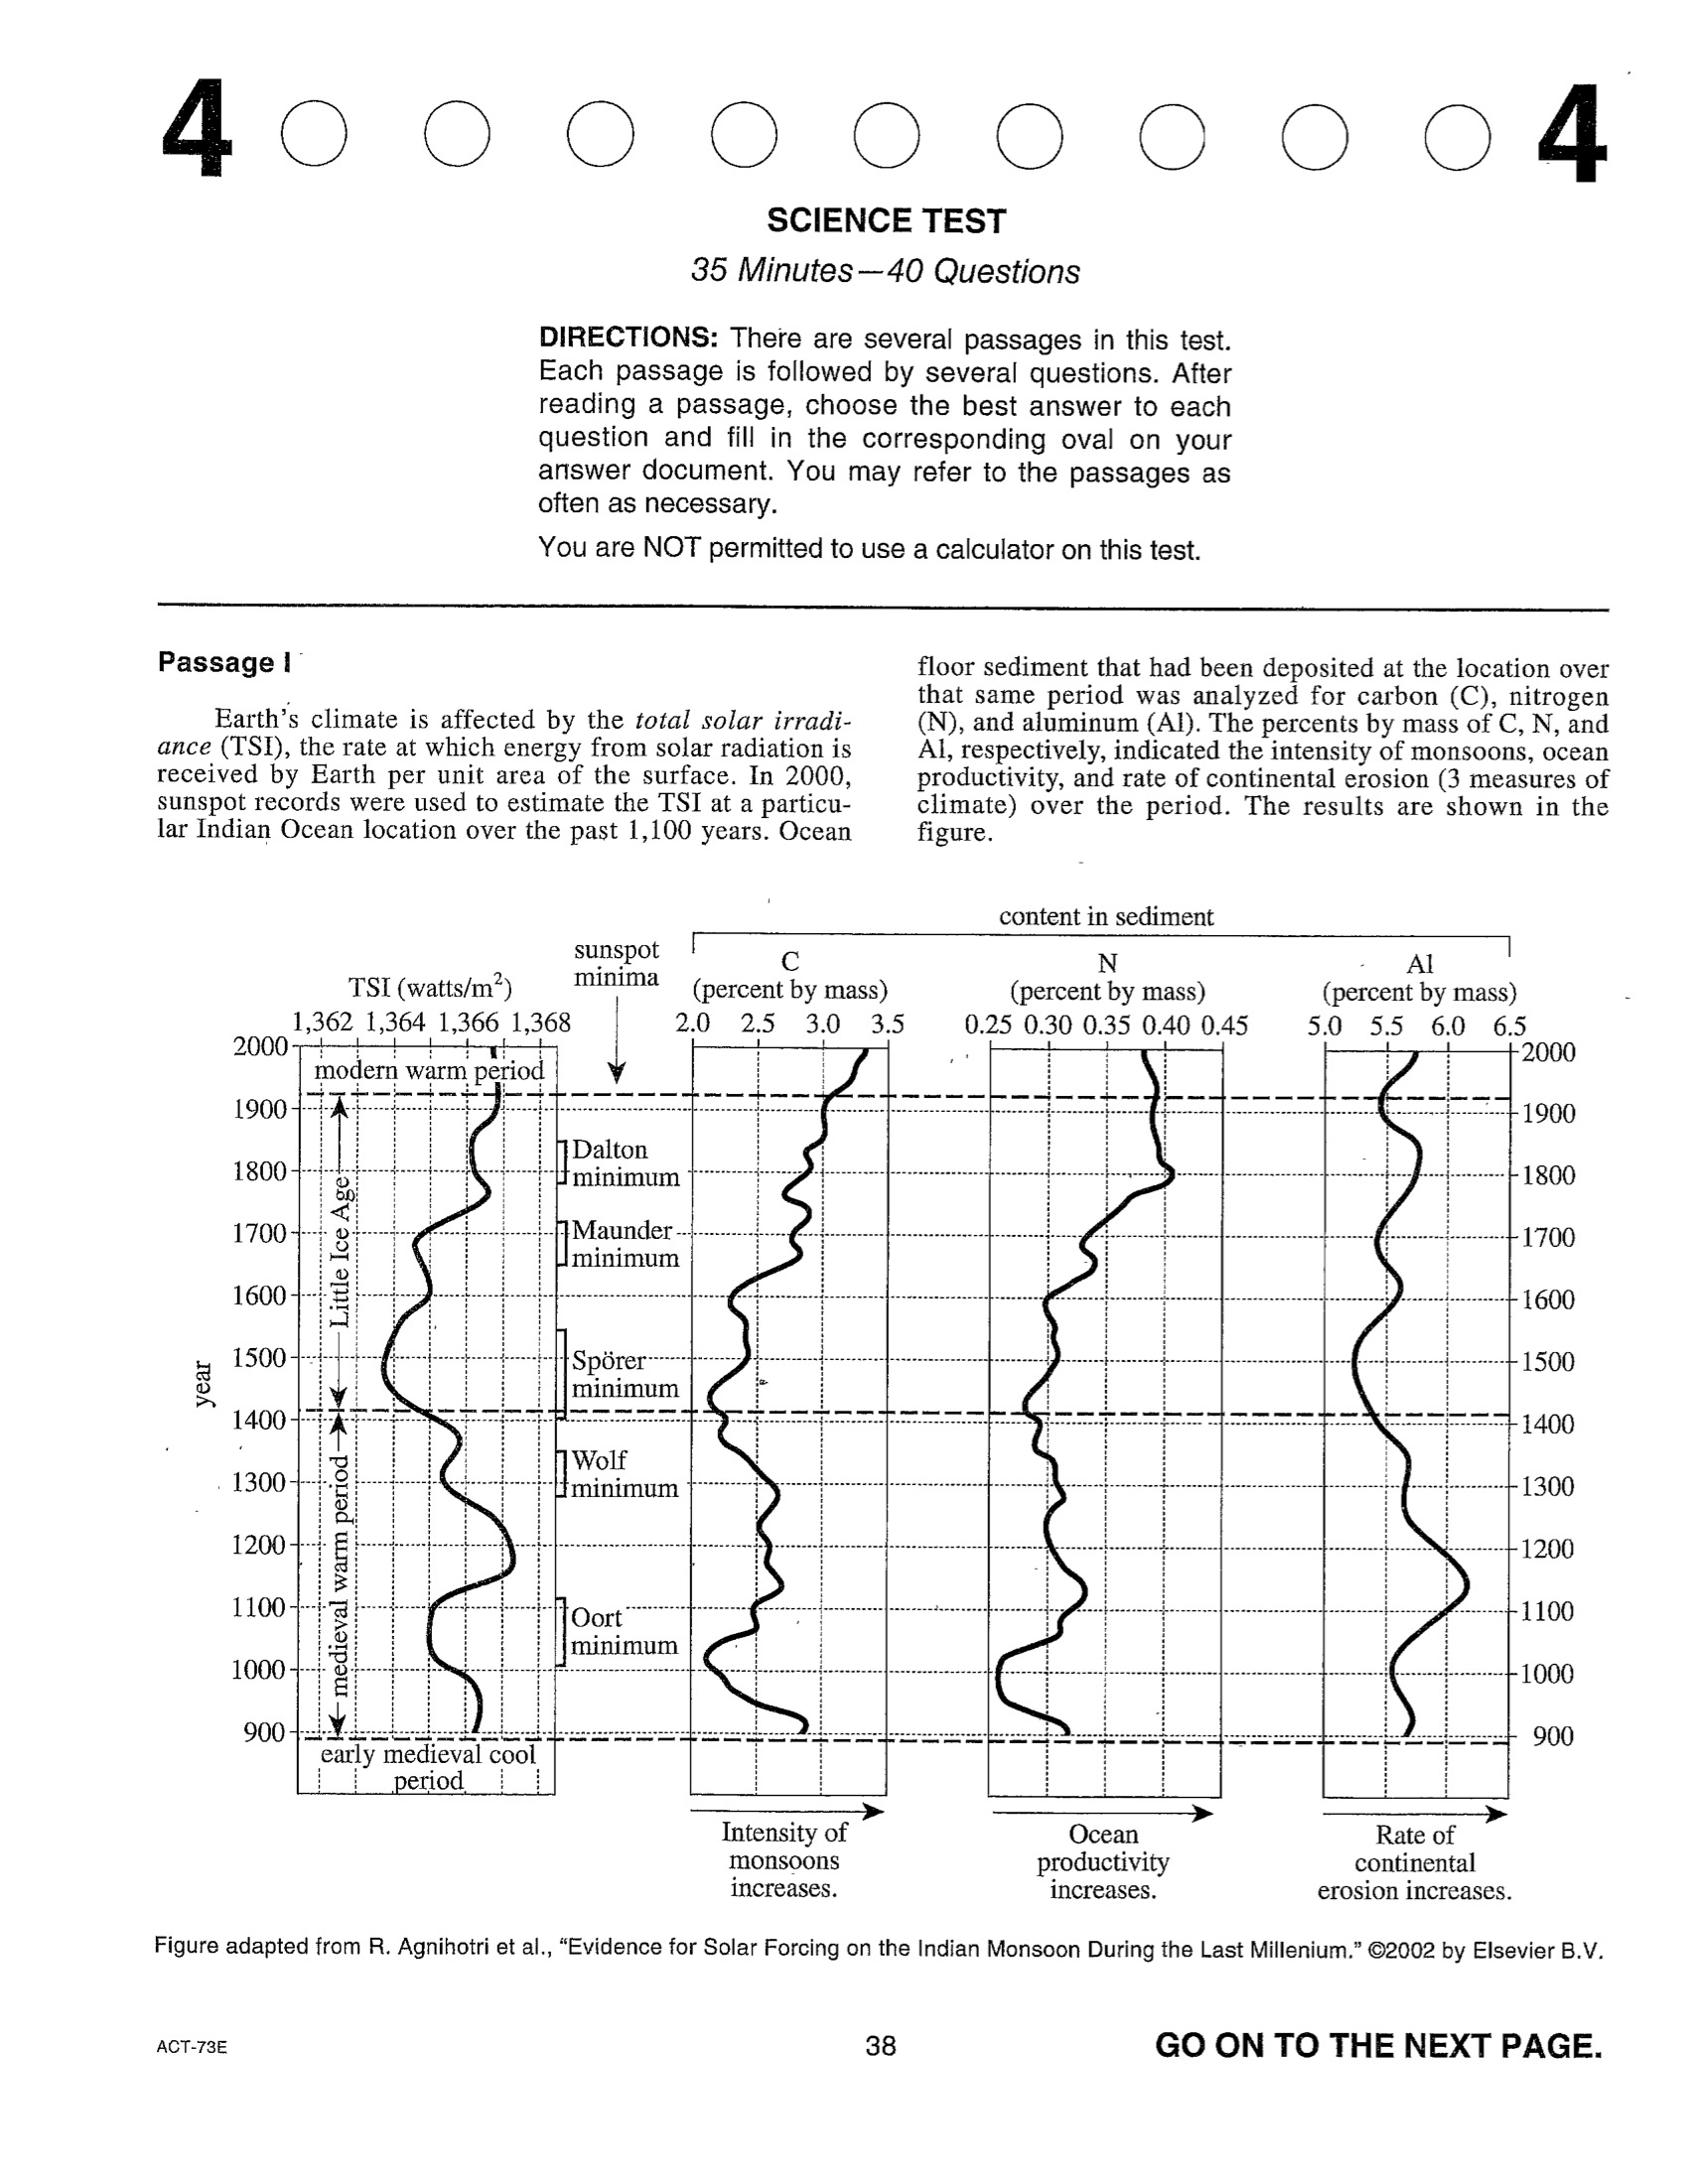 4 4
SCIENCE TEST
35 Minutes—40 Questions
DIRECTIONS: There are several passages in this test.
Each passage is followed by several questions. After
reading a passage, choose the best answer to each
question and fill in the corresponding oval on your
answer document. You may refer to the passages as
often as necessary.
You are NOT permitted to use a calculator on this test.
Passage I
Earth's climate is affected by the total solar irradi-
ance (TSI), the rate at which energy from solar radiation is
received by Earth per unit area of the surface. In 2000,
sunspot records were used to estimate the TSI at a particu-
lar Indian Ocean location over the past 1,100 years. Ocean
floor sediment that had been deposited at the location over
that same period was analyzed for carbon (C), nitrogen
(N), and aluminum (Al). The percents by mass of C, N, and
Al, respectively, indicated the intensity of monsoons, ocean
productivity, and rate of continental erosion (3 measures of
climate) over the period. The results are shown in the
figure.
content in sediment
TSI (watts/m²)
1,362 1,364 1,366 1,368
sunspot
minima
C
(percent by mass)
2.0 2.5 3.0 3.5
N
(percent by mass)
0.25 0.30 0.35 0.40 0.45
Al
(percent by mass)
5.0 5.5 6.0 6.5
year
2000
1900
1800
1700
1600
1500
1400
1300
1200
1100
1000
900
modern warm period
Little Ice Age
medieval warm period
early medieval cool
period
Dalton
minimum
Maunder
minimum
Spörer
minimum
Wolf
minimum
Oort
minimum
2000
1900
1800
1700
1600
1500
1400
1300
1200
1100
1000
900
Intensity of
monsoons
increases.
Ocean
productivity
increases.
Rate of
continental
erosion increases.
Figure adapted from R. Agnihotri et al., “Evidence for Solar Forcing on the Indian Monsoon During the Last Millenium.” ©2002 by Elsevier B.V.
ACT-73E 38 GO ON TO THE NEXT PAGE.